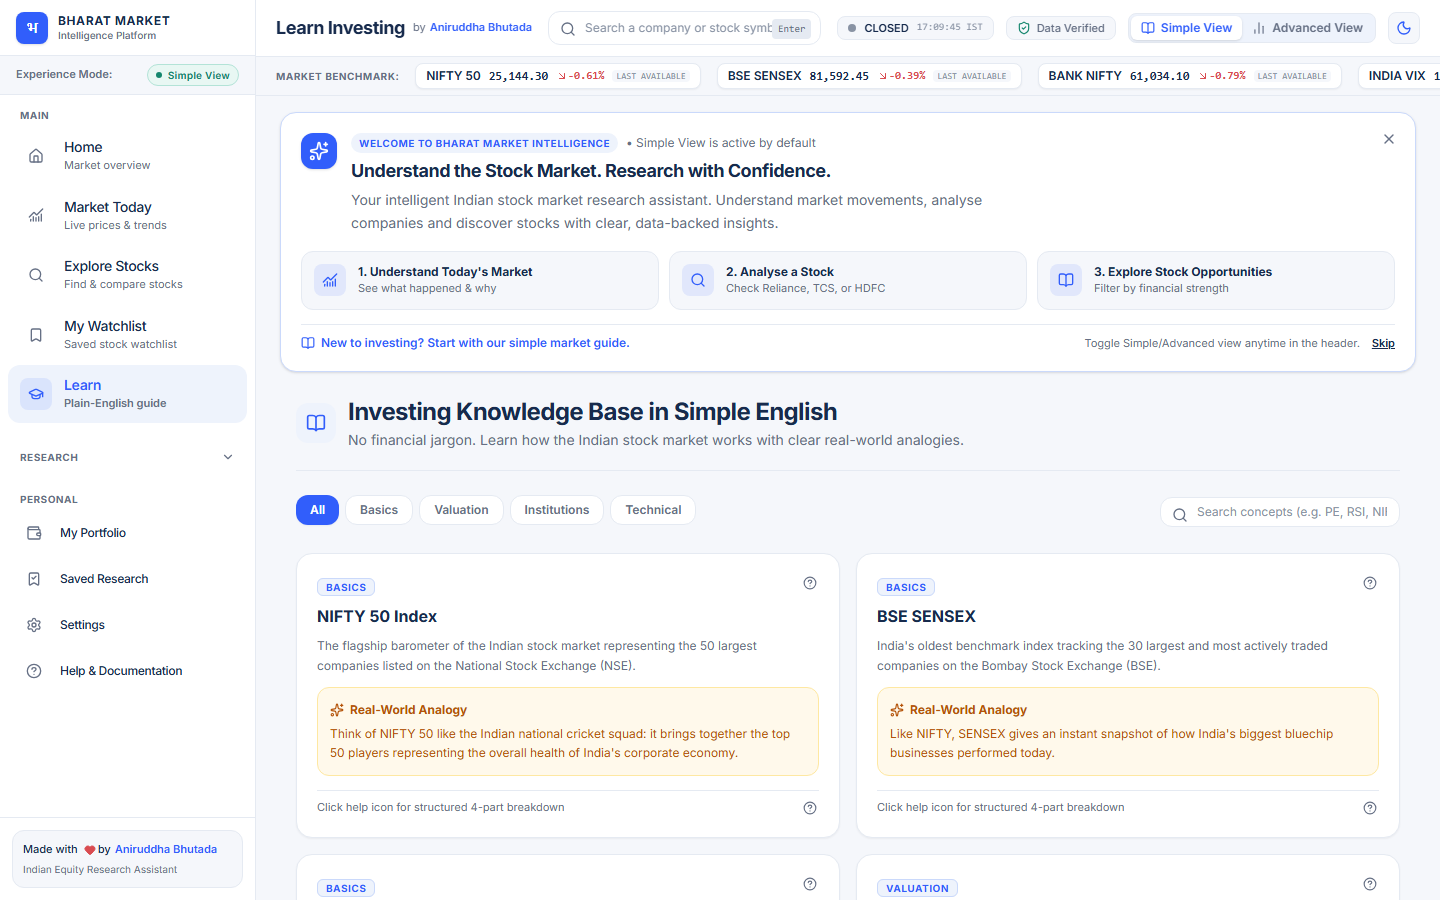 भ
BHARAT MARKET
Intelligence Platform
Experience Mode:
Simple View
MAIN
Home
Market overview
Market Today
Live prices & trends
Explore Stocks
Find & compare stocks
My Watchlist
Saved stock watchlist
Learn
Plain-English guide
RESEARCH
PERSONAL
My Portfolio
Saved Research
Settings
Help & Documentation
Made with by Aniruddha Bhutada
Indian Equity Research Assistant
Learn Investing by Aniruddha Bhutada
Search a company or stock symb Enter
CLOSED 17:09:45 IST
Data Verified
Simple View
Advanced View
MARKET BENCHMARK:
NIFTY 50 25,144.30 -0.61% LAST AVAILABLE
BSE SENSEX 81,592.45 -0.39% LAST AVAILABLE
BANK NIFTY 61,034.10 -0.79% LAST AVAILABLE
INDIA VIX 1
WELCOME TO BHARAT MARKET INTELLIGENCE • Simple View is active by default
Understand the Stock Market. Research with Confidence.
Your intelligent Indian stock market research assistant. Understand market movements, analyse
companies and discover stocks with clear, data-backed insights.
1. Understand Today's Market
See what happened & why
2. Analyse a Stock
Check Reliance, TCS, or HDFC
3. Explore Stock Opportunities
Filter by financial strength
New to investing? Start with our simple market guide.
Toggle Simple/Advanced view anytime in the header. Skip
Investing Knowledge Base in Simple English
No financial jargon. Learn how the Indian stock market works with clear real-world analogies.
All
Basics
Valuation
Institutions
Technical
Search concepts (e.g. PE, RSI, NII
BASICS
NIFTY 50 Index
The flagship barometer of the Indian stock market representing the 50 largest
companies listed on the National Stock Exchange (NSE).
Real-World Analogy
Think of NIFTY 50 like the Indian national cricket squad: it brings together the top
50 players representing the overall health of India's corporate economy.
Click help icon for structured 4-part breakdown
BASICS
BSE SENSEX
India's oldest benchmark index tracking the 30 largest and most actively traded
companies on the Bombay Stock Exchange (BSE).
Real-World Analogy
Like NIFTY, SENSEX gives an instant snapshot of how India's biggest bluechip
businesses performed today.
Click help icon for structured 4-part breakdown
BASICS
VALUATION